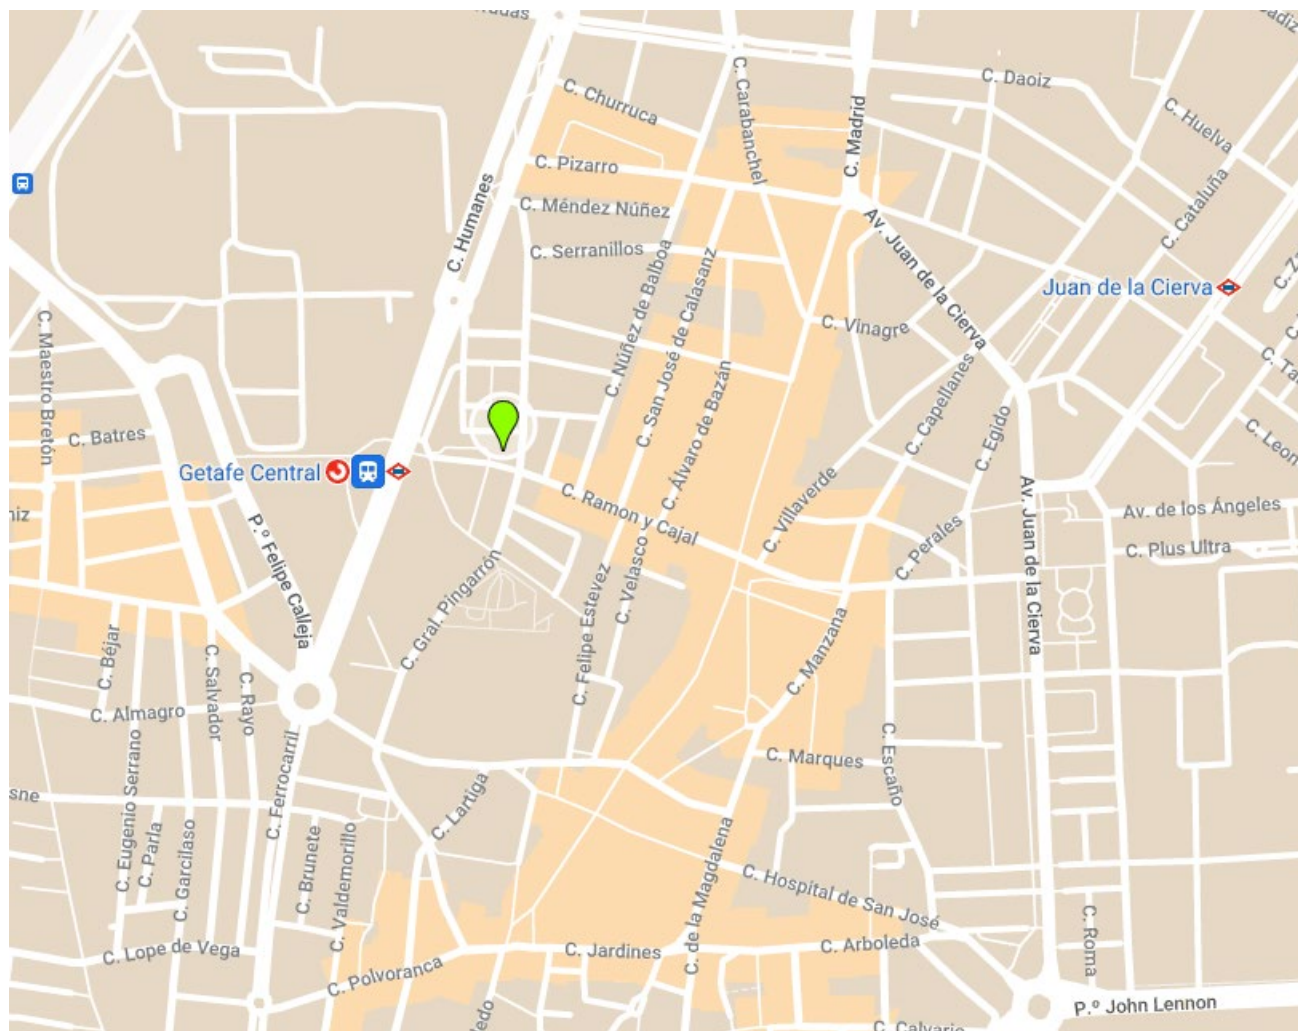 C. Daoiz
C. Churruca
C. Carabanchel
C. Madrid
C. Huelva
C. Pizarro
C. Méndez Núñez
C. Cataluña
C. Humanes
C. Serranillos
Av. Juan de la Cierva
Juan de la Cierva
C. Núñez de Balboa
C. San José de Calasanz
C. Vinagre
C. Maestro Bretón
C. Álvaro de Bazán
C. Capellanes
C. Egido
C. Batres
Getafe Central
C. Ramon y Cajal
C. Villaverde
Av. Juan de la Cierva
Av. de los Ángeles
C. Plus Ultra
P.º Felipe Calleja
C. Gral. Pingarrón
C. Velasco
C. Felipe Estevez
C. Perales
C. Manzana
C. Béjar
C. Salvador
C. Rayo
C. Almagro
C. Marques
C. Escaño
C. Ferrocarril
C. Eugenio Serrano
C. Parla
C. Garcilaso
C. Brunete
C. Valdemorillo
C. Lartiga
C. de la Magdalena
C. Hospital de San José
C. Lope de Vega
C. Polvoranca
C. Jardines
C. Arboleda
C. Roma
P.º John Lennon
C. Calvario